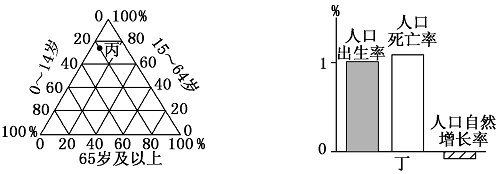 0 100%
20 80
丙
40 60
60 40
80 20
100% 0
0 20 40 60 80 100%
0～14岁
15～64岁
65岁及以上
%
人口
出生率
人口
死亡率
1
人口自然
增长率
0
丁